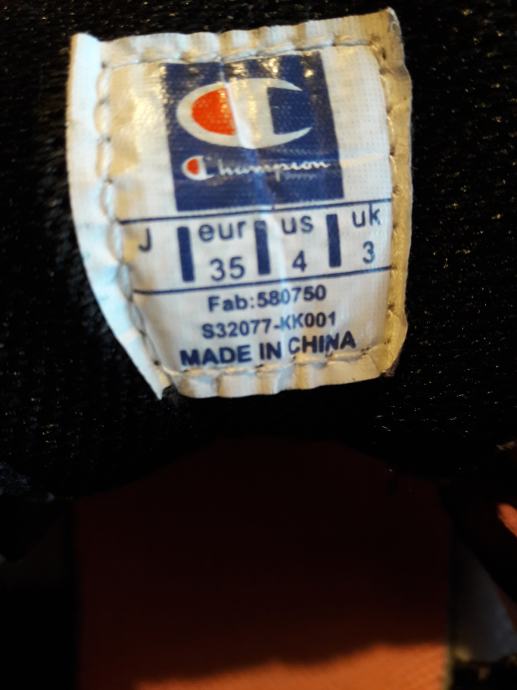 Champion
J eur us uk
35 4 3
Fab:580750
S32077-KK001
MADE IN CHINA